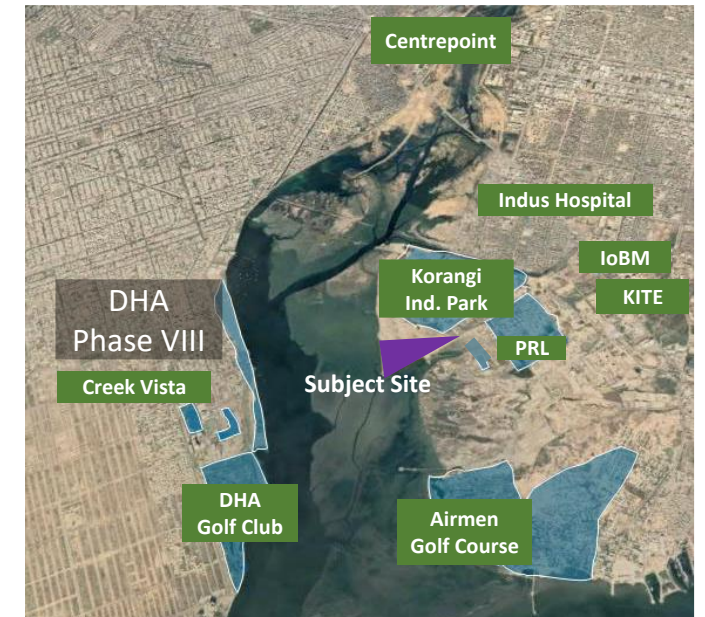 Centrepoint
Indus Hospital
IoBM
Korangi
Ind. Park
KITE
DHA
Phase VIII
PRL
Subject Site
Creek Vista
DHA
Golf Club
Airmen
Golf Course